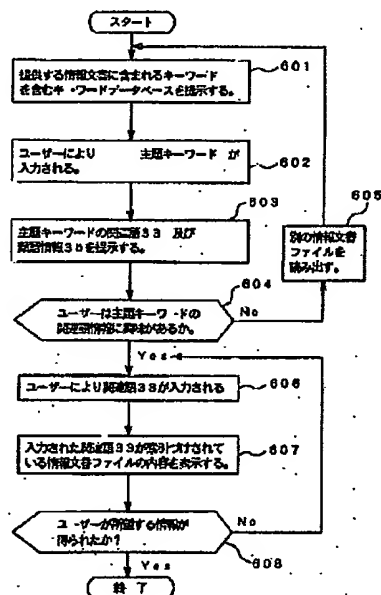 スタート
提供する情報文書に含まれるキーワード
を含むキーワードデータベースを提示する。
601
ユーザーにより 主題キーワード が
入力される。
602
主題キーワードの関連語33 及び
3bを提示する。
603
ユーザーは主題キーワードの
関連語情報に興味があるか。
604
No
別の情報文書
ファイルを
読み出す。
605
Yes
ユーザーにより関連語33が入力される
606
入力された関連語33が索引づけされて
いる情報文書ファイルの内容を表示する。
607
ユーザーが所望する情報が
得られたか？
608
No
Yes
終了